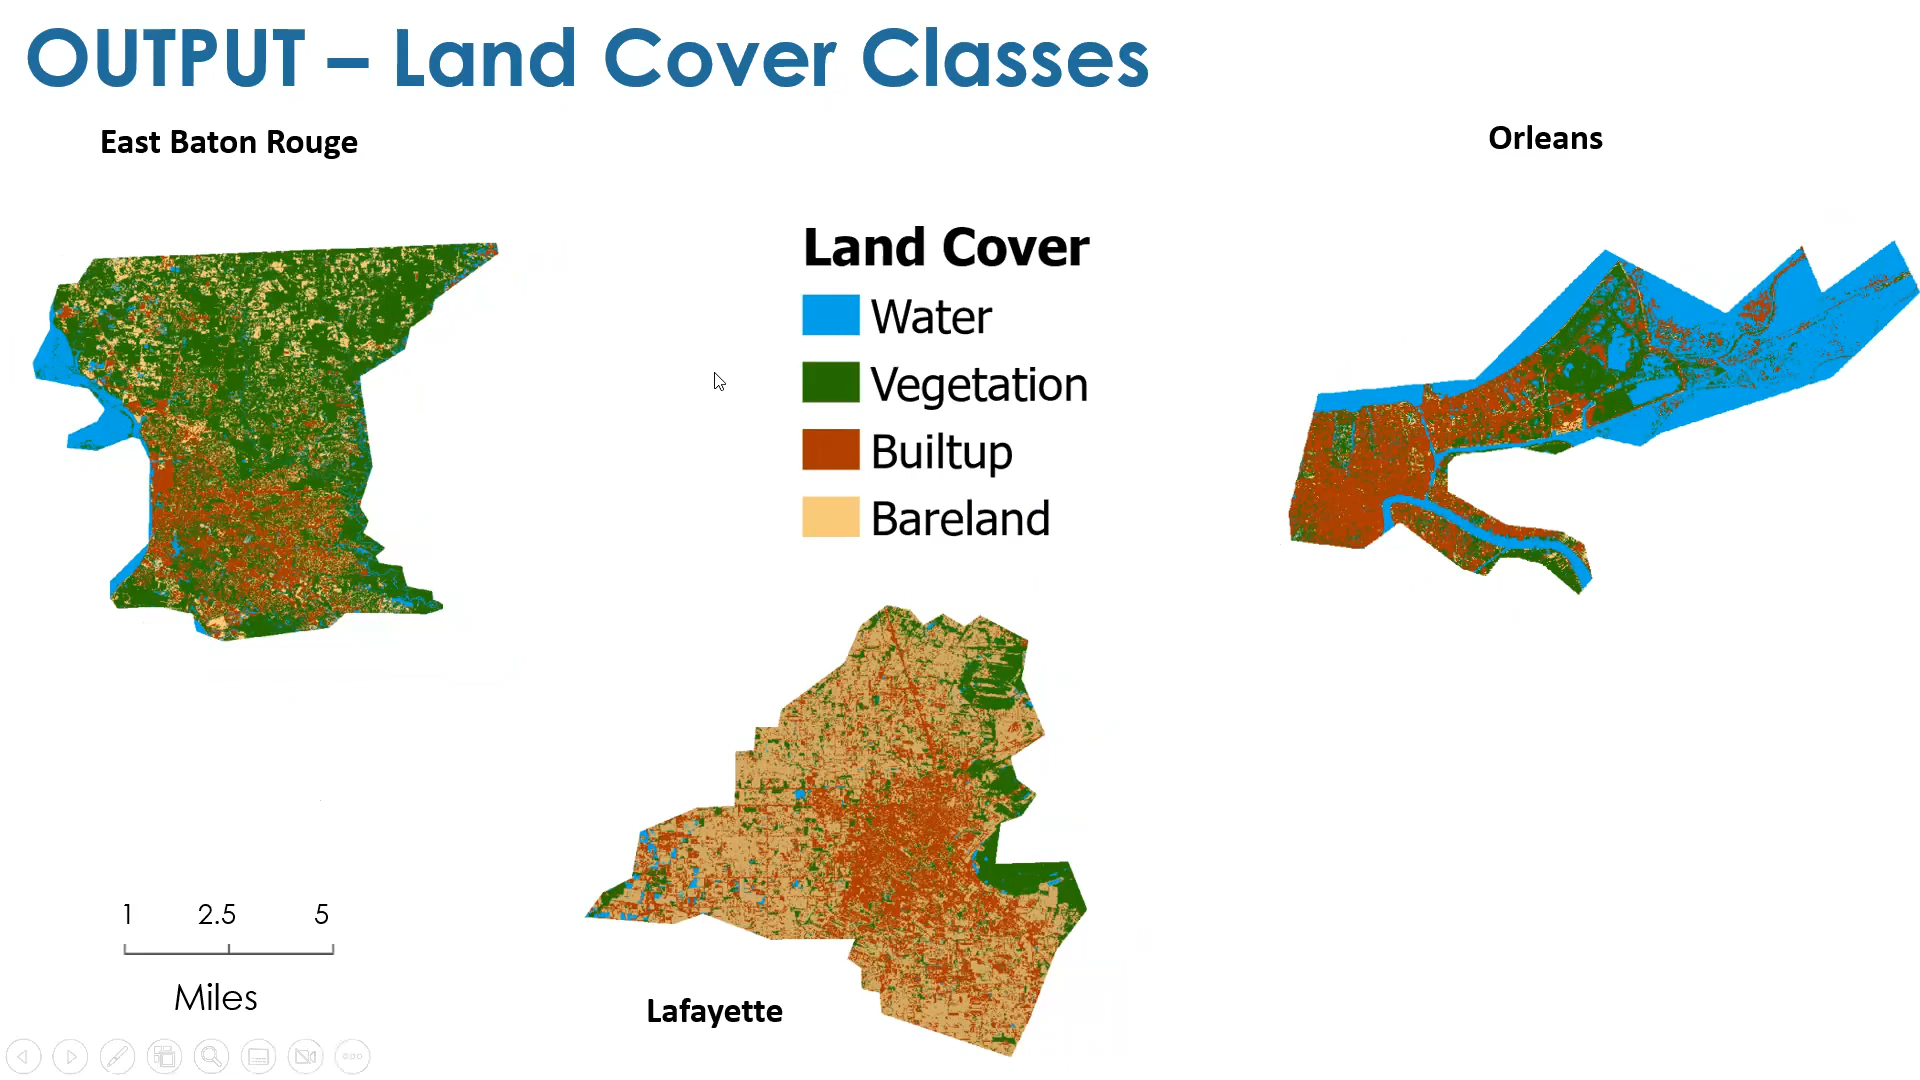 OUTPUT – Land Cover Classes
East Baton Rouge
Orleans
Land Cover
Water
Vegetation
Builtup
Bareland
1 2.5 5
Miles
Lafayette